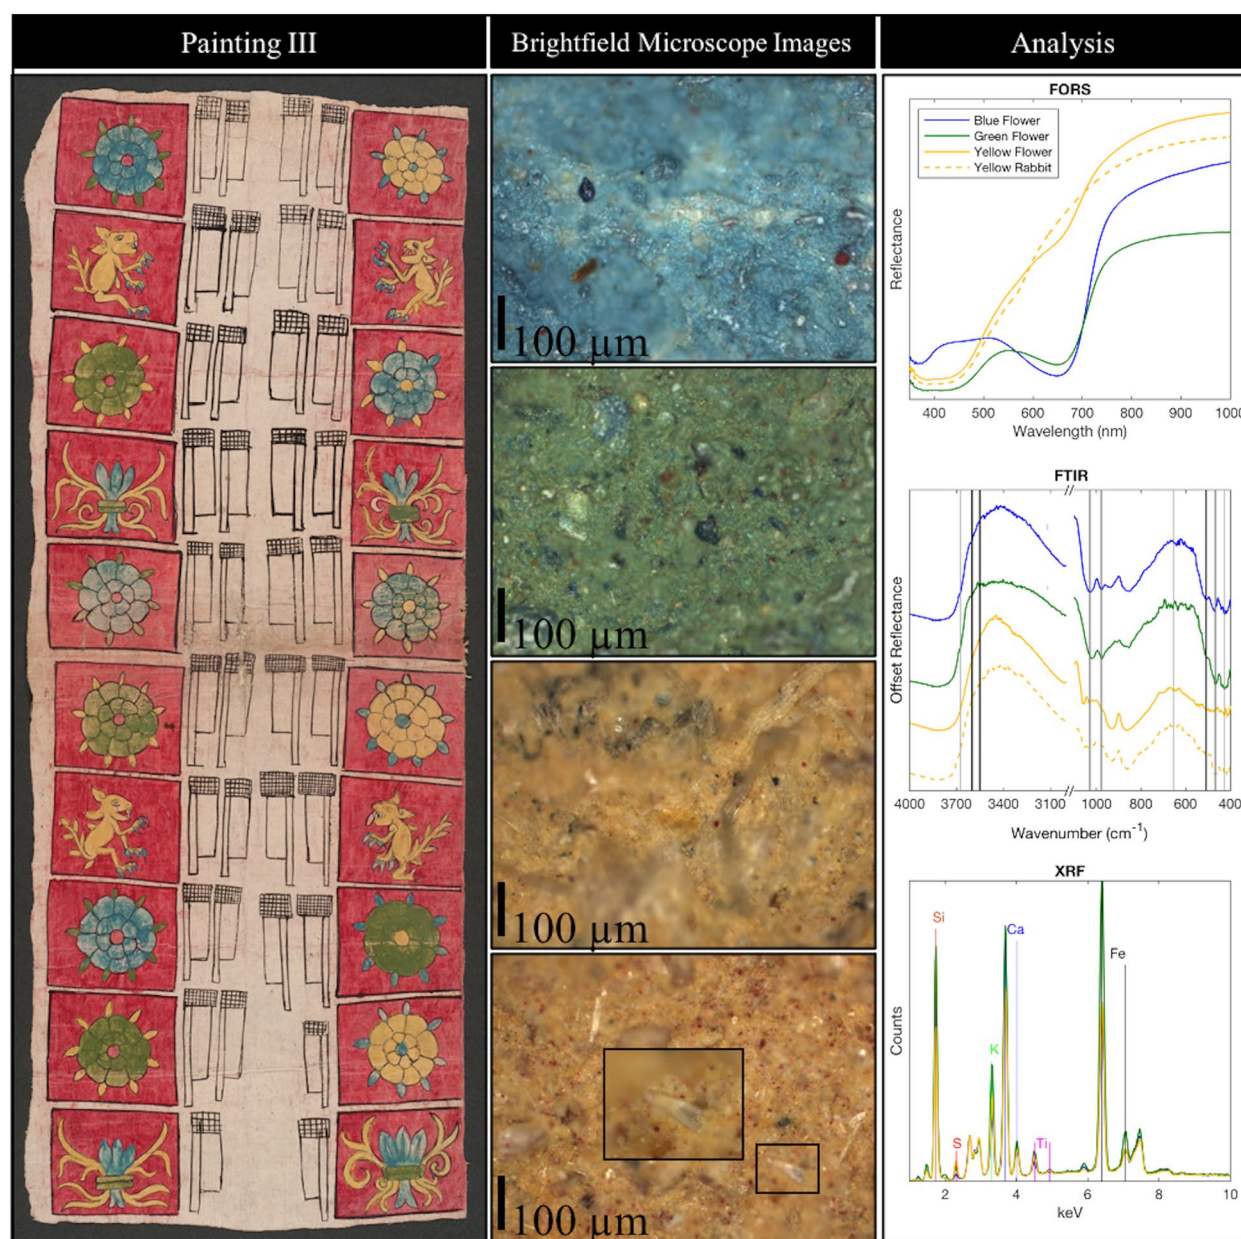 Painting III
Brightfield Microscope Images
Analysis
100 µm
100 µm
100 µm
100 µm
FORS
Blue Flower
Green Flower
Yellow Flower
Yellow Rabbit
Reflectance
400 500 600 700 800 900 1000
Wavelength (nm)
FTIR
Offset Reflectance
4000 3700 3400 3100 1000 800 600 400
Wavenumber (cm-1)
XRF
Si
Ca
Fe
K
S
Ti
Counts
2 4 6 8 10
keV